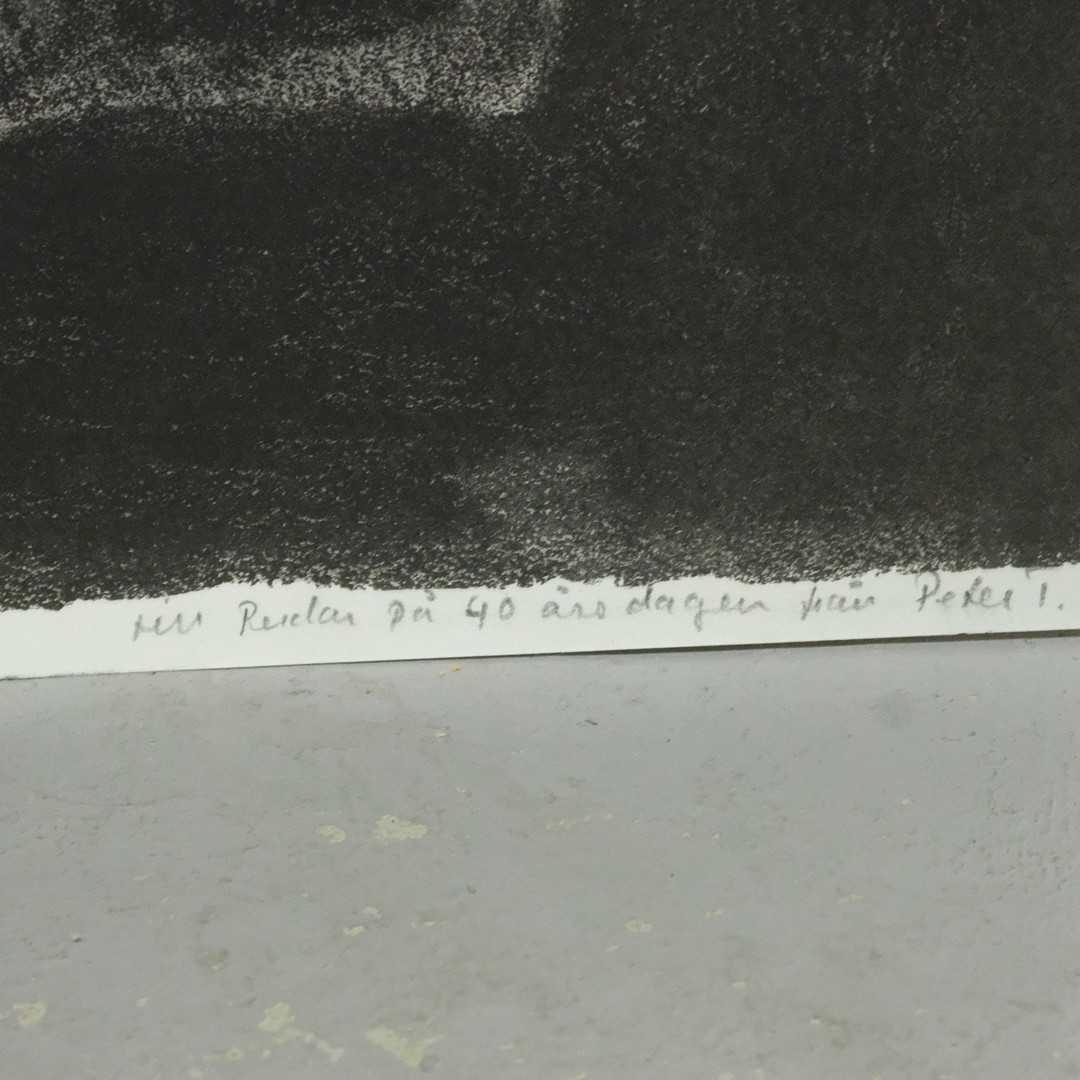 till Reidar på 40 års dagen från Peter T.